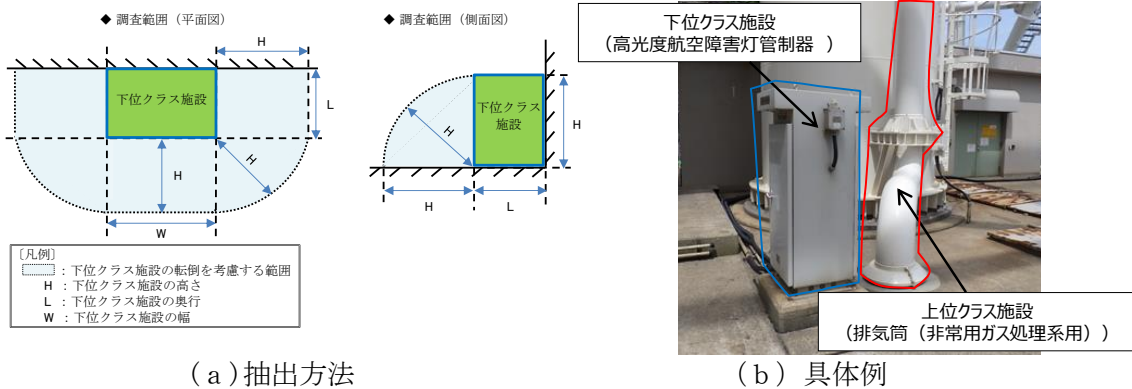 ◆ 調査範囲（平面図）
H
下位クラス施設
L
H
H
W
◆ 調査範囲（側面図）
下位クラス
施設
H
H
H
L
［凡例］
：下位クラス施設の転倒を考慮する範囲
H ：下位クラス施設の高さ
L ：下位クラス施設の奥行
W ：下位クラス施設の幅
(a)抽出方法
下位クラス施設
（高光度航空障害灯管制器 ）
上位クラス施設
（排気筒（非常用ガス処理系用））
(b) 具体例